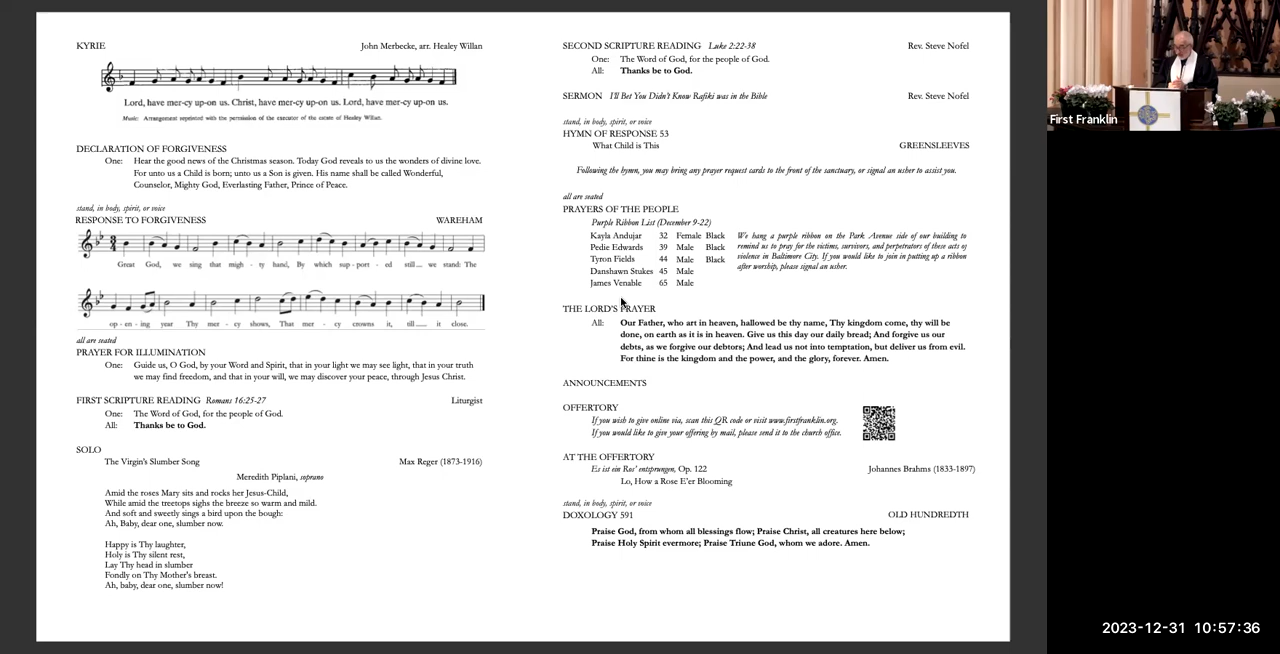 KYRIE John Merbecke, arr. Healey Willan
Lord, have mer-cy up-on us. Christ, have mer-cy up-on us. Lord, have mer-cy up-on us.
Music: Arrangement reprinted with the permission of the executor of the estate of Healey Willan.
DECLARATION OF FORGIVENESS
One: Hear the good news of the Christmas season. Today God reveals to us the wonders of divine love.
For unto us a Child is born; unto us a Son is given. His name shall be called Wonderful,
Counselor, Mighty God, Everlasting Father, Prince of Peace.
stand, in body, spirit, or voice
RESPONSE TO FORGIVENESS WAREHAM
Great God, we sing that migh - ty hand, By which sup - port - ed still we stand: The
op - en - ing year Thy mer - cy shows, That mer - cy crowns it, till it close.
all are seated
PRAYER FOR ILLUMINATION
One: Guide us, O God, by your Word and Spirit, that in your light we may see light, that in your truth
we may find freedom, and that in your will, we may discover your peace, through Jesus Christ.
FIRST SCRIPTURE READING Romans 16:25-27 Liturgist
One: The Word of God, for the people of God.
All: Thanks be to God.
SOLO
The Virgin's Slumber Song Max Reger (1873-1916)
Meredith Piplani, soprano
Amid the roses Mary sits and rocks her Jesus-Child,
While amid the treetops sighs the breeze so warm and mild.
And soft and sweetly sings a bird upon the bough:
Ah, Baby, dear one, slumber now.
Happy is Thy laughter,
Holy is Thy silent rest,
Lay Thy head in slumber
Fondly on Thy Mother's breast.
Ah, baby, dear one, slumber now!
SECOND SCRIPTURE READING Luke 2:22-38 Rev. Steve Nofel
One: The Word of God, for the people of God.
All: Thanks be to God.
SERMON I'll Bet You Didn't Know Rafiki was in the Bible Rev. Steve Nofel
stand, in body, spirit, or voice
HYMN OF RESPONSE 53
What Child is This GREENSLEEVES
Following the hymn, you may bring any prayer request cards to the front of the sanctuary, or signal an usher to assist you.
all are seated
PRAYERS OF THE PEOPLE
Purple Ribbon List (December 9-22)
Kayla Andujar 32 Female Black
Pedie Edwards 39 Male Black
Tyron Fields 44 Male Black
Danshawn Stukes 45 Male
James Venable 65 Male
We hang a purple ribbon on the Park Avenue side of our building to
remind us to pray for the victims, survivors, and perpetrators of these acts of
violence in Baltimore City. If you would like to join in putting up a ribbon
after worship, please signal an usher.
THE LORD'S PRAYER
All: Our Father, who art in heaven, hallowed be thy name, Thy kingdom come, thy will be
done, on earth as it is in heaven. Give us this day our daily bread; And forgive us our
debts, as we forgive our debtors; And lead us not into temptation, but deliver us from evil.
For thine is the kingdom and the power, and the glory, forever. Amen.
ANNOUNCEMENTS
OFFERTORY
If you wish to give online via, scan this QR code or visit www.firstfranklin.org.
If you would like to give your offering by mail, please send it to the church office.
AT THE OFFERTORY
Es ist ein Ros' entsprungen, Op. 122 Johannes Brahms (1833-1897)
Lo, How a Rose E'er Blooming
stand, in body, spirit, or voice
DOXOLOGY 591 OLD HUNDREDTH
Praise God, from whom all blessings flow; Praise Christ, all creatures here below;
Praise Holy Spirit evermore; Praise Triune God, whom we adore. Amen.
First Franklin
2023-12-31 10:57:36